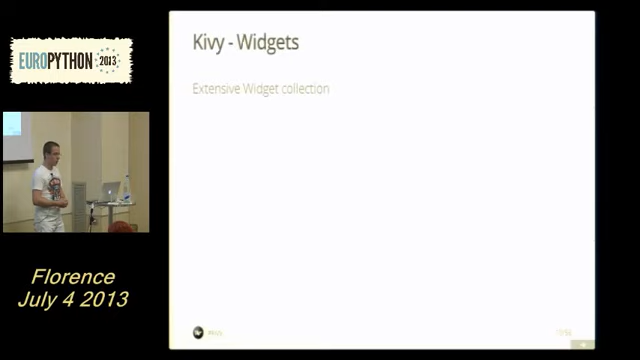 EUROPYTHON 2013
Florence
July 4 2013
Kivy - Widgets
Extensive Widget collection